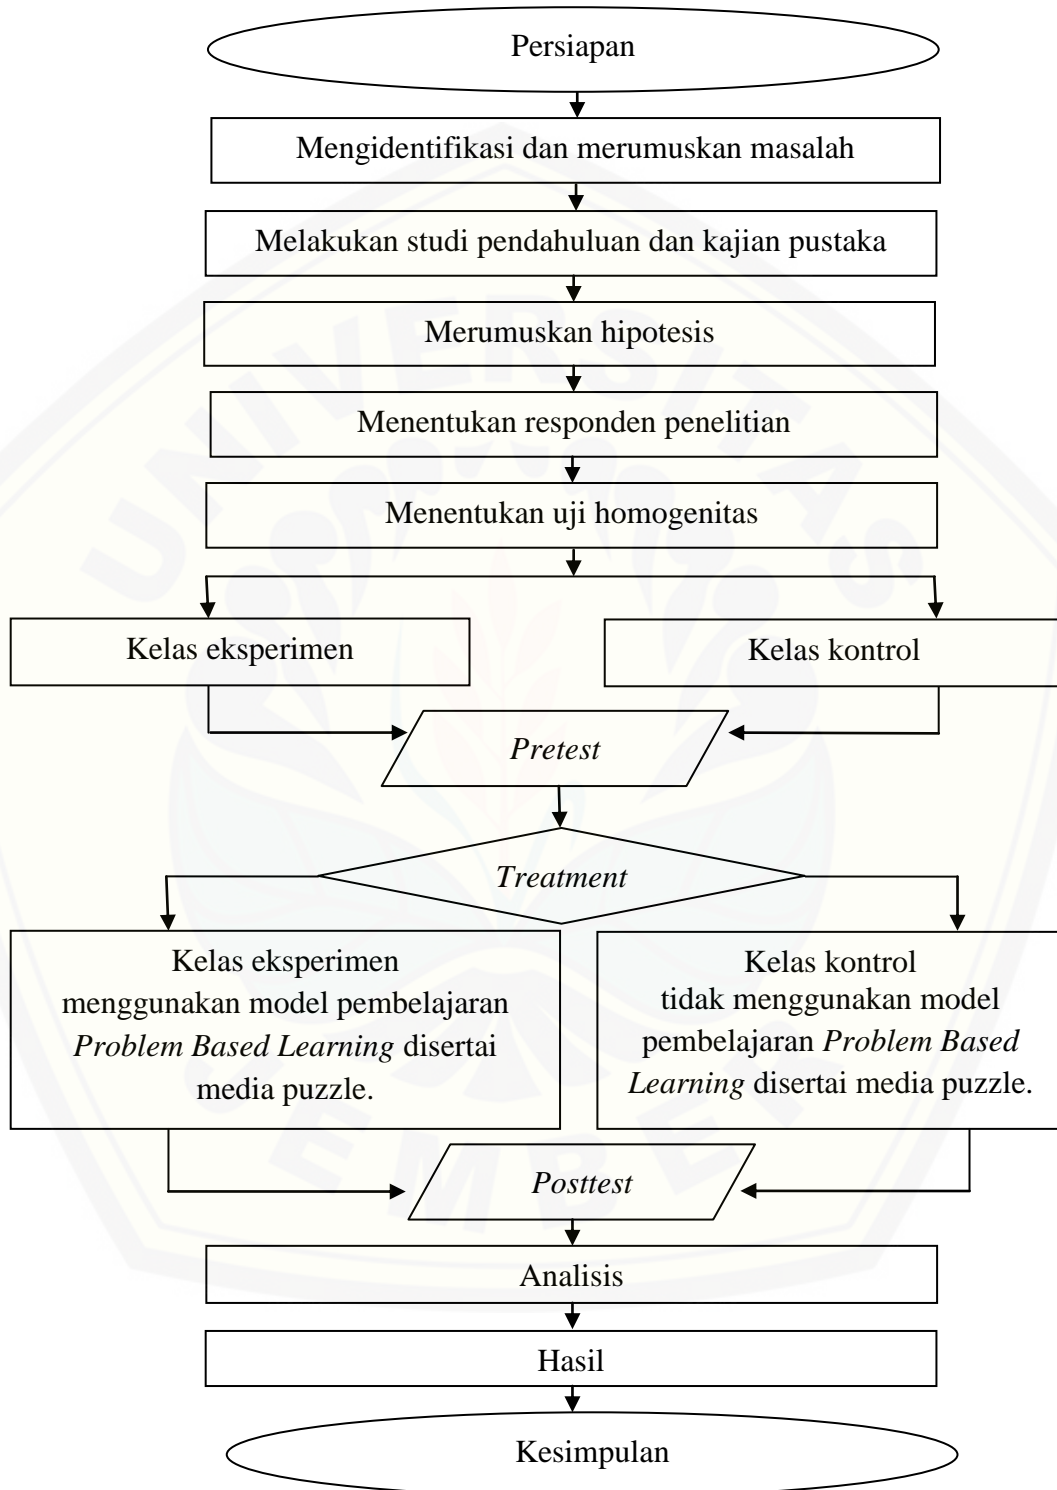 Persiapan
Mengidentifikasi dan merumuskan masalah
Melakukan studi pendahuluan dan kajian pustaka
Merumuskan hipotesis
Menentukan responden penelitian
Menentukan uji homogenitas
Kelas eksperimen
Kelas kontrol
Pretest
Treatment
Kelas eksperimen
menggunakan model pembelajaran
Problem Based Learning disertai
media puzzle.
Kelas kontrol
tidak menggunakan model
pembelajaran Problem Based
Learning disertai media puzzle.
Posttest
Analisis
Hasil
Kesimpulan
UNIVERSITAS
JEMBER